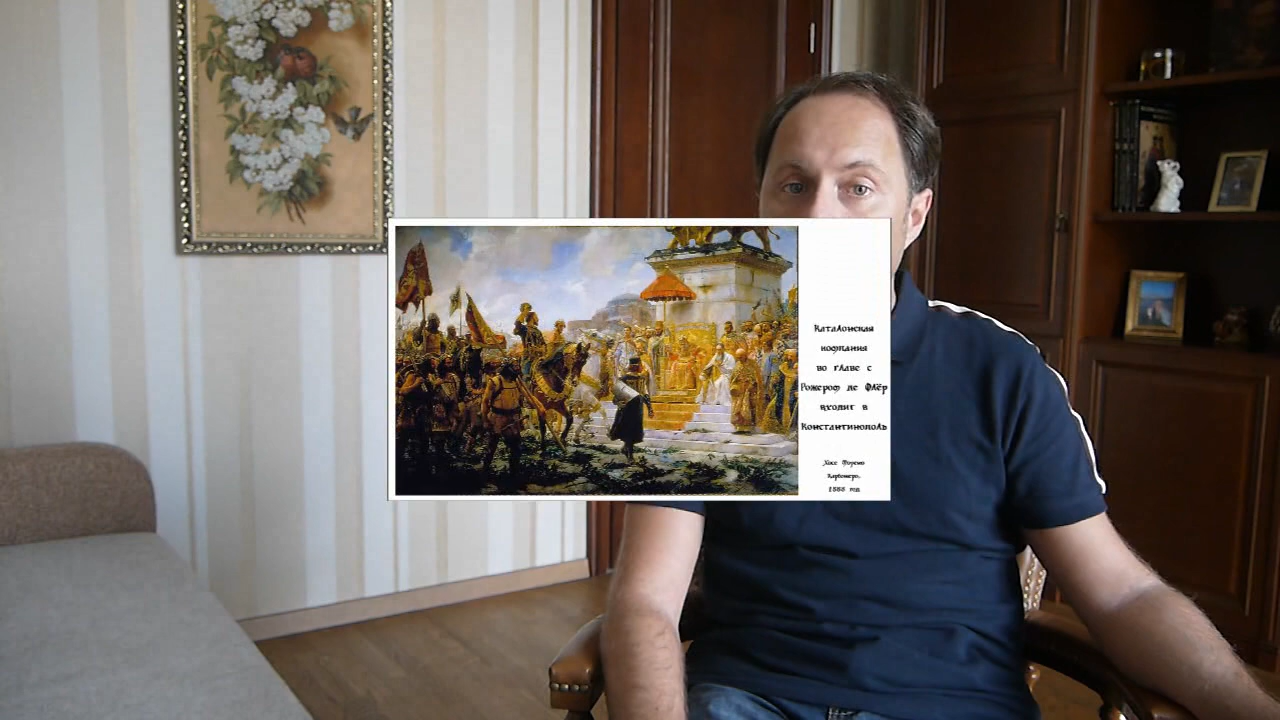 Каталонская
компания
во главе с
Рожером де Флёр
входит в
Константинополь
Хосе Морено
Карбонеро,
1888 год